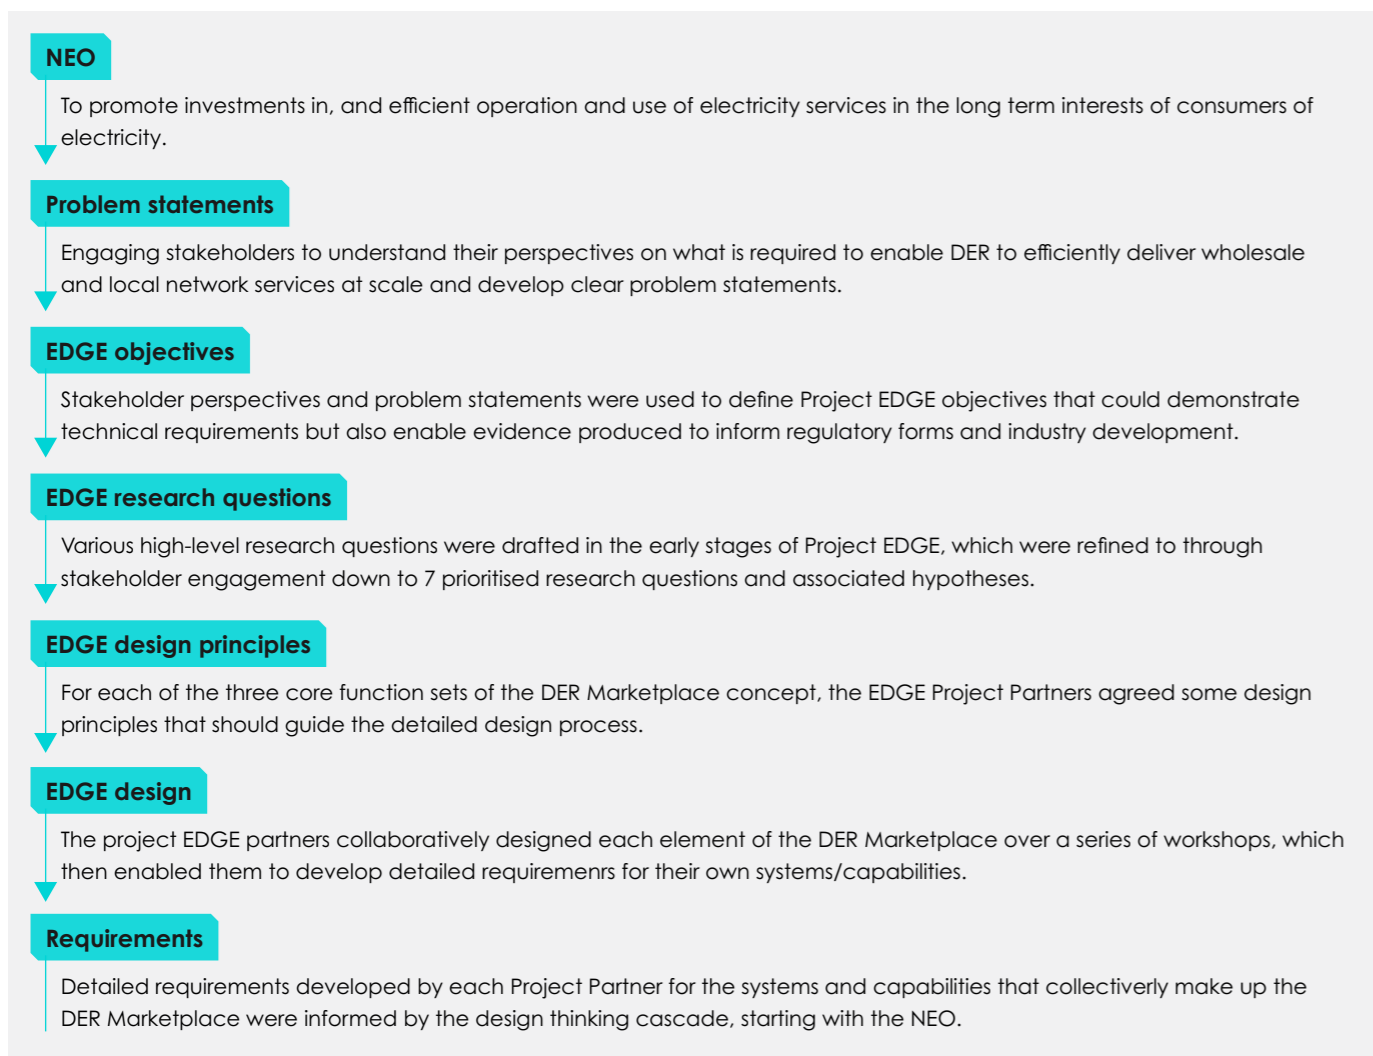 NEO
To promote investments in, and efficient operation and use of electricity services in the long term interests of consumers of
electricity.
Problem statements
Engaging stakeholders to understand their perspectives on what is required to enable DER to efficiently deliver wholesale
and local network services at scale and develop clear problem statements.
EDGE objectives
Stakeholder perspectives and problem statements were used to define Project EDGE objectives that could demonstrate
technical requirements but also enable evidence produced to inform regulatory forms and industry development.
EDGE research questions
Various high-level research questions were drafted in the early stages of Project EDGE, which were refined to through
stakeholder engagement down to 7 prioritised research questions and associated hypotheses.
EDGE design principles
For each of the three core function sets of the DER Marketplace concept, the EDGE Project Partners agreed some design
principles that should guide the detailed design process.
EDGE design
The project EDGE partners collaboratively designed each element of the DER Marketplace over a series of workshops, which
then enabled them to develop detailed requiremenrs for their own systems/capabilities.
Requirements
Detailed requirements developed by each Project Partner for the systems and capabilities that collectiverly make up the
DER Marketplace were informed by the design thinking cascade, starting with the NEO.